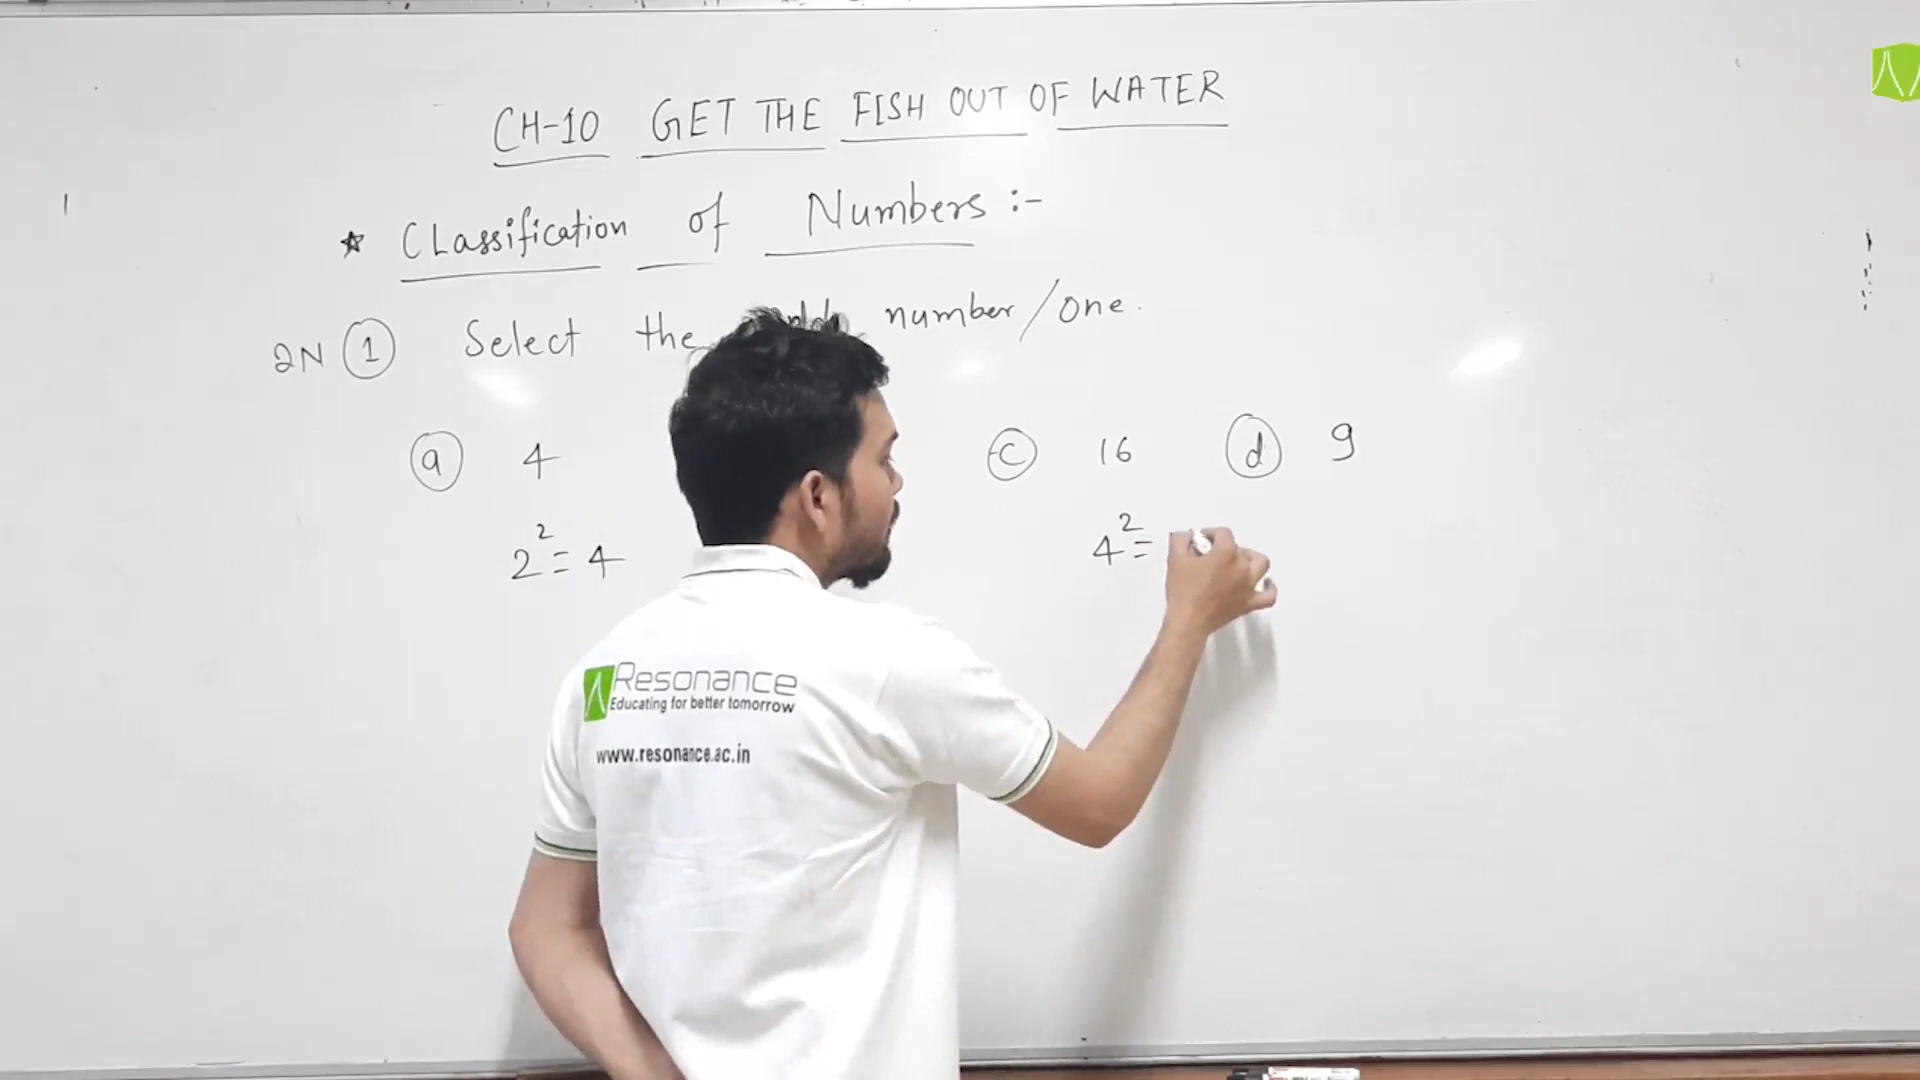 CH-10 GET THE FISH OUT OF WATER
* CLassification of Numbers :-
2N ① Select the odd number/one.
ⓐ 4 ⓒ 16 ⓓ 9
2² = 4 4² =
Resonance
Educating for better tomorrow
www.resonance.ac.in